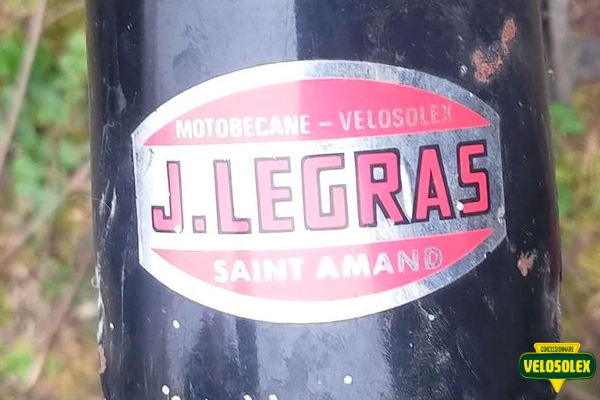 MOTOBECANE - VELOSOLEX
J.LEGRAS
SAINT AMAND
CONCESSIONNAIRE
VELOSOLEX